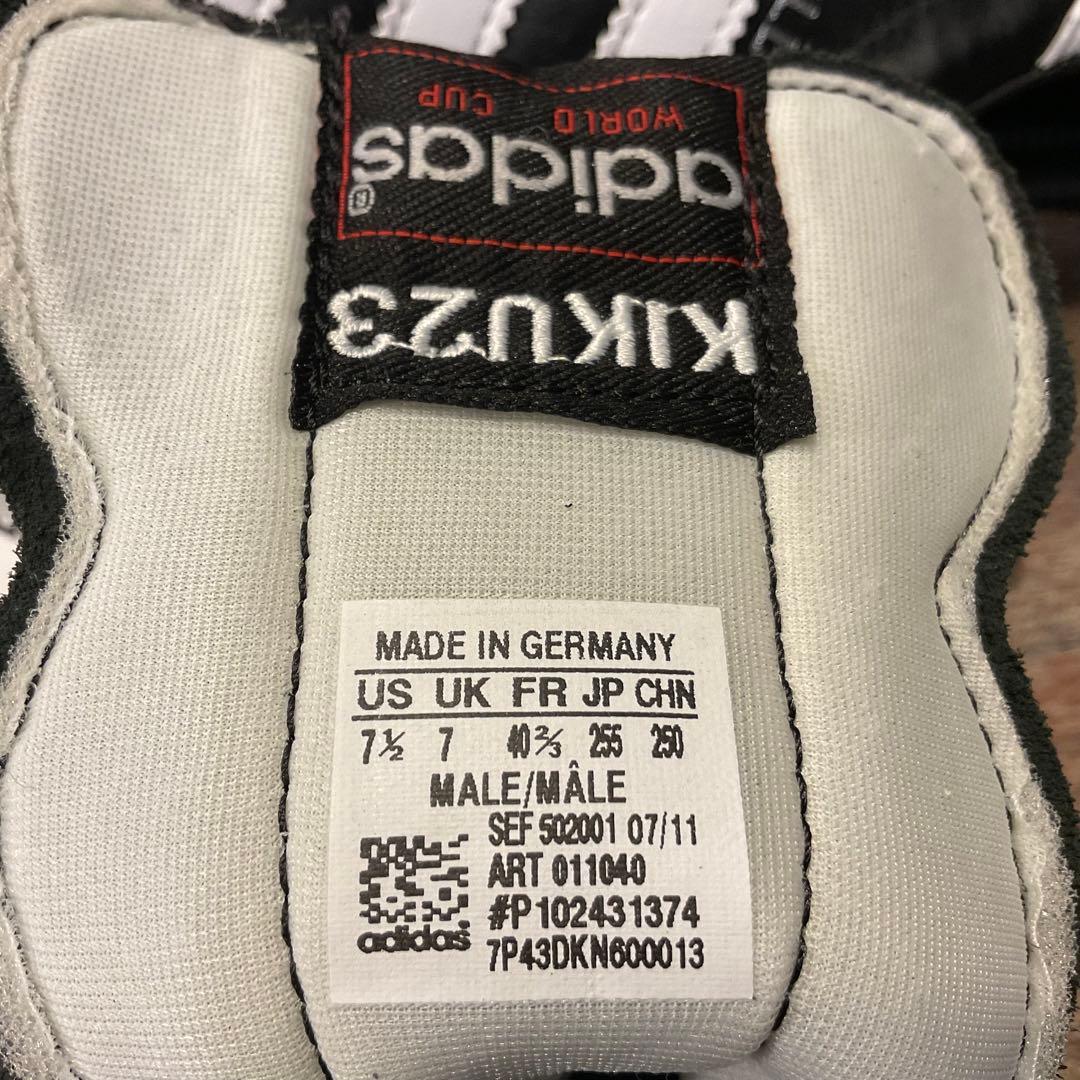 adidas ®
WORLD CUP
KIKU23
MADE IN GERMANY
US UK FR JP CHN
7½ 7 40⅔ 255 250
MALE/MÂLE
SEF 502001 07/11
ART 011040
#P102431374
7P43DKN600013
adidas